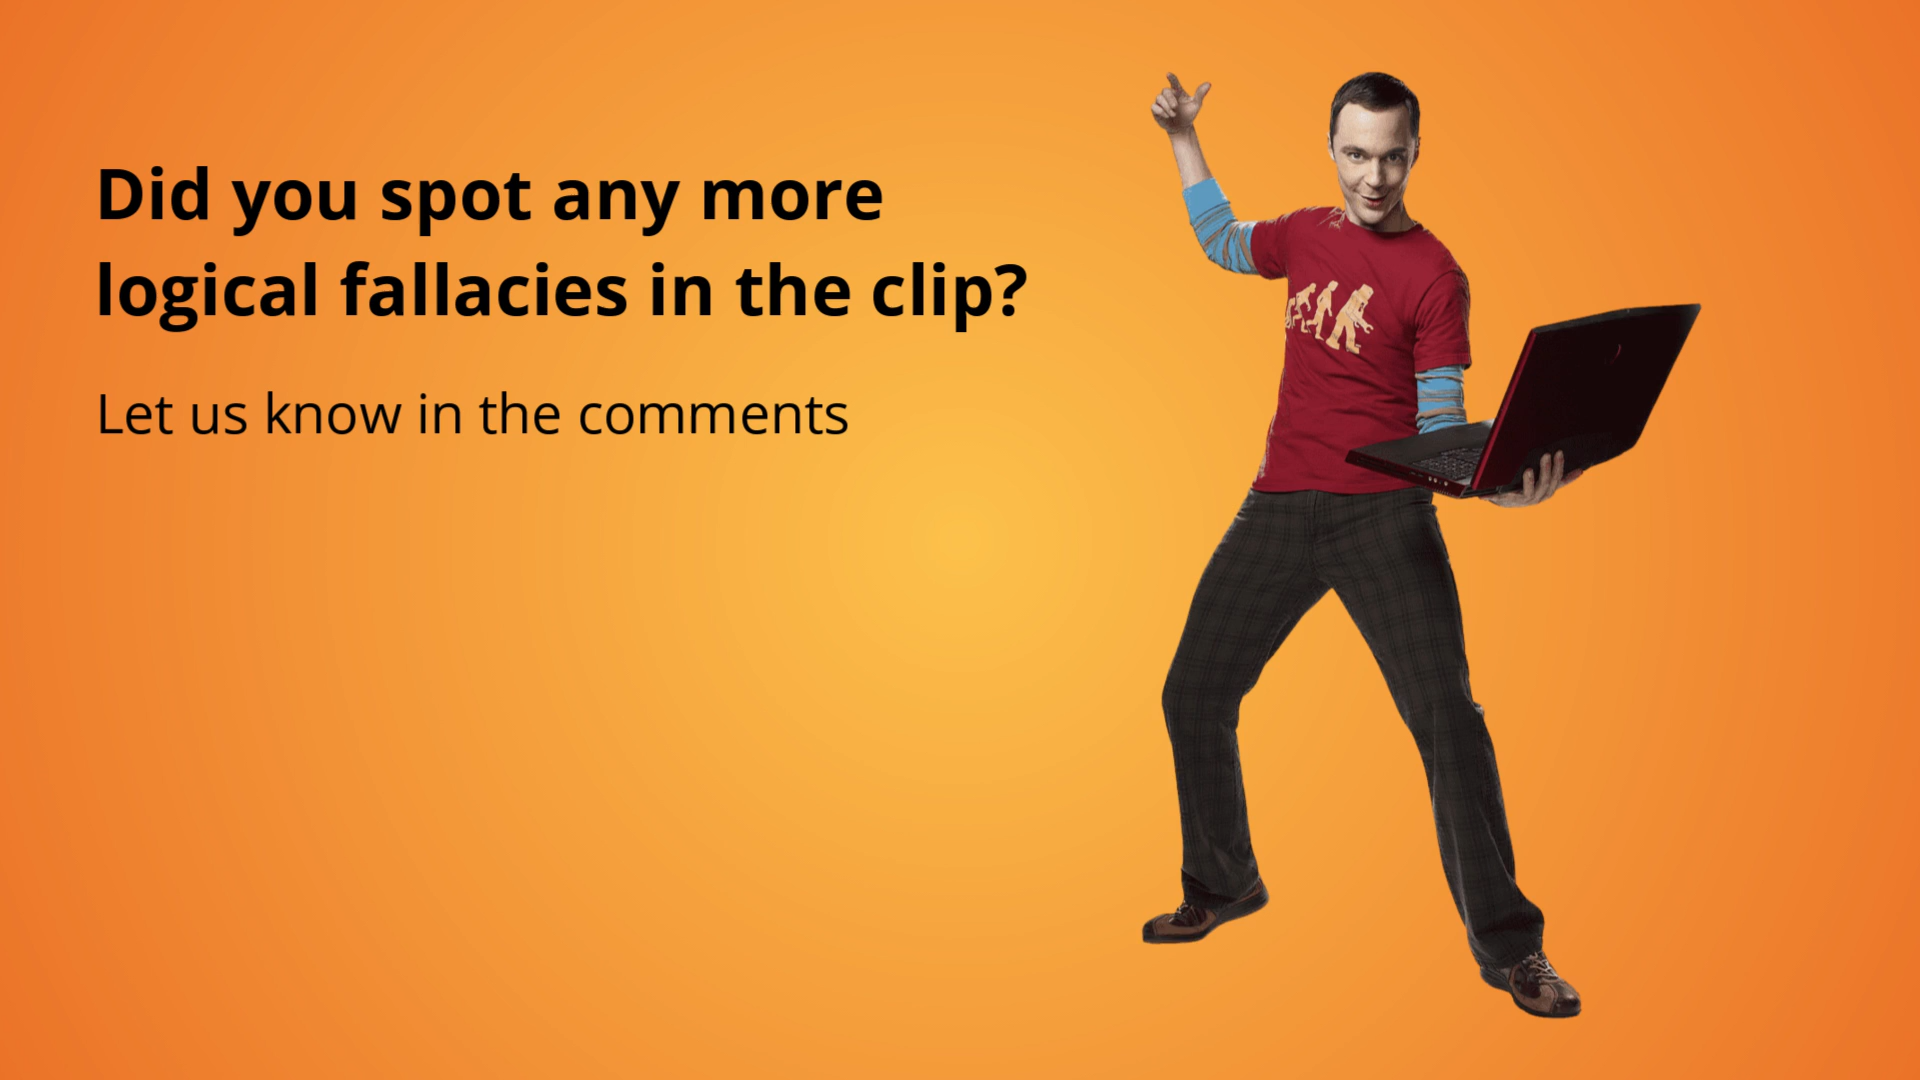 Did you spot any more
logical fallacies in the clip?
Let us know in the comments